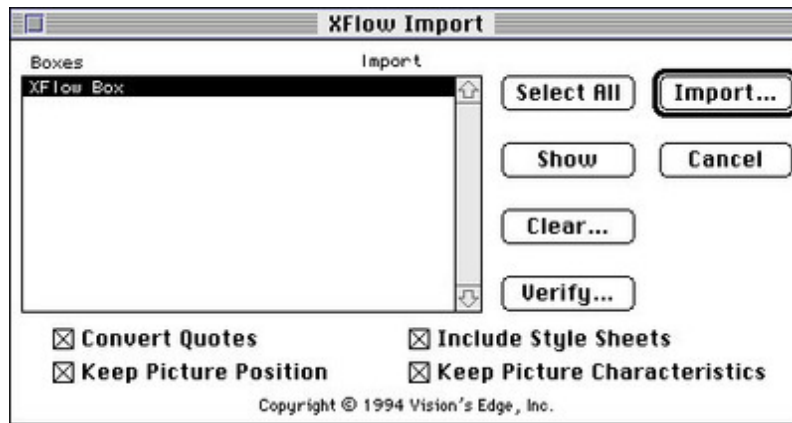 XFlow Import
Boxes Import
XFlow Box
Select All Import...
Show Cancel
Clear...
Verify...
Convert Quotes Include Style Sheets
Keep Picture Position Keep Picture Characteristics
Copyright © 1994 Vision's Edge, Inc.